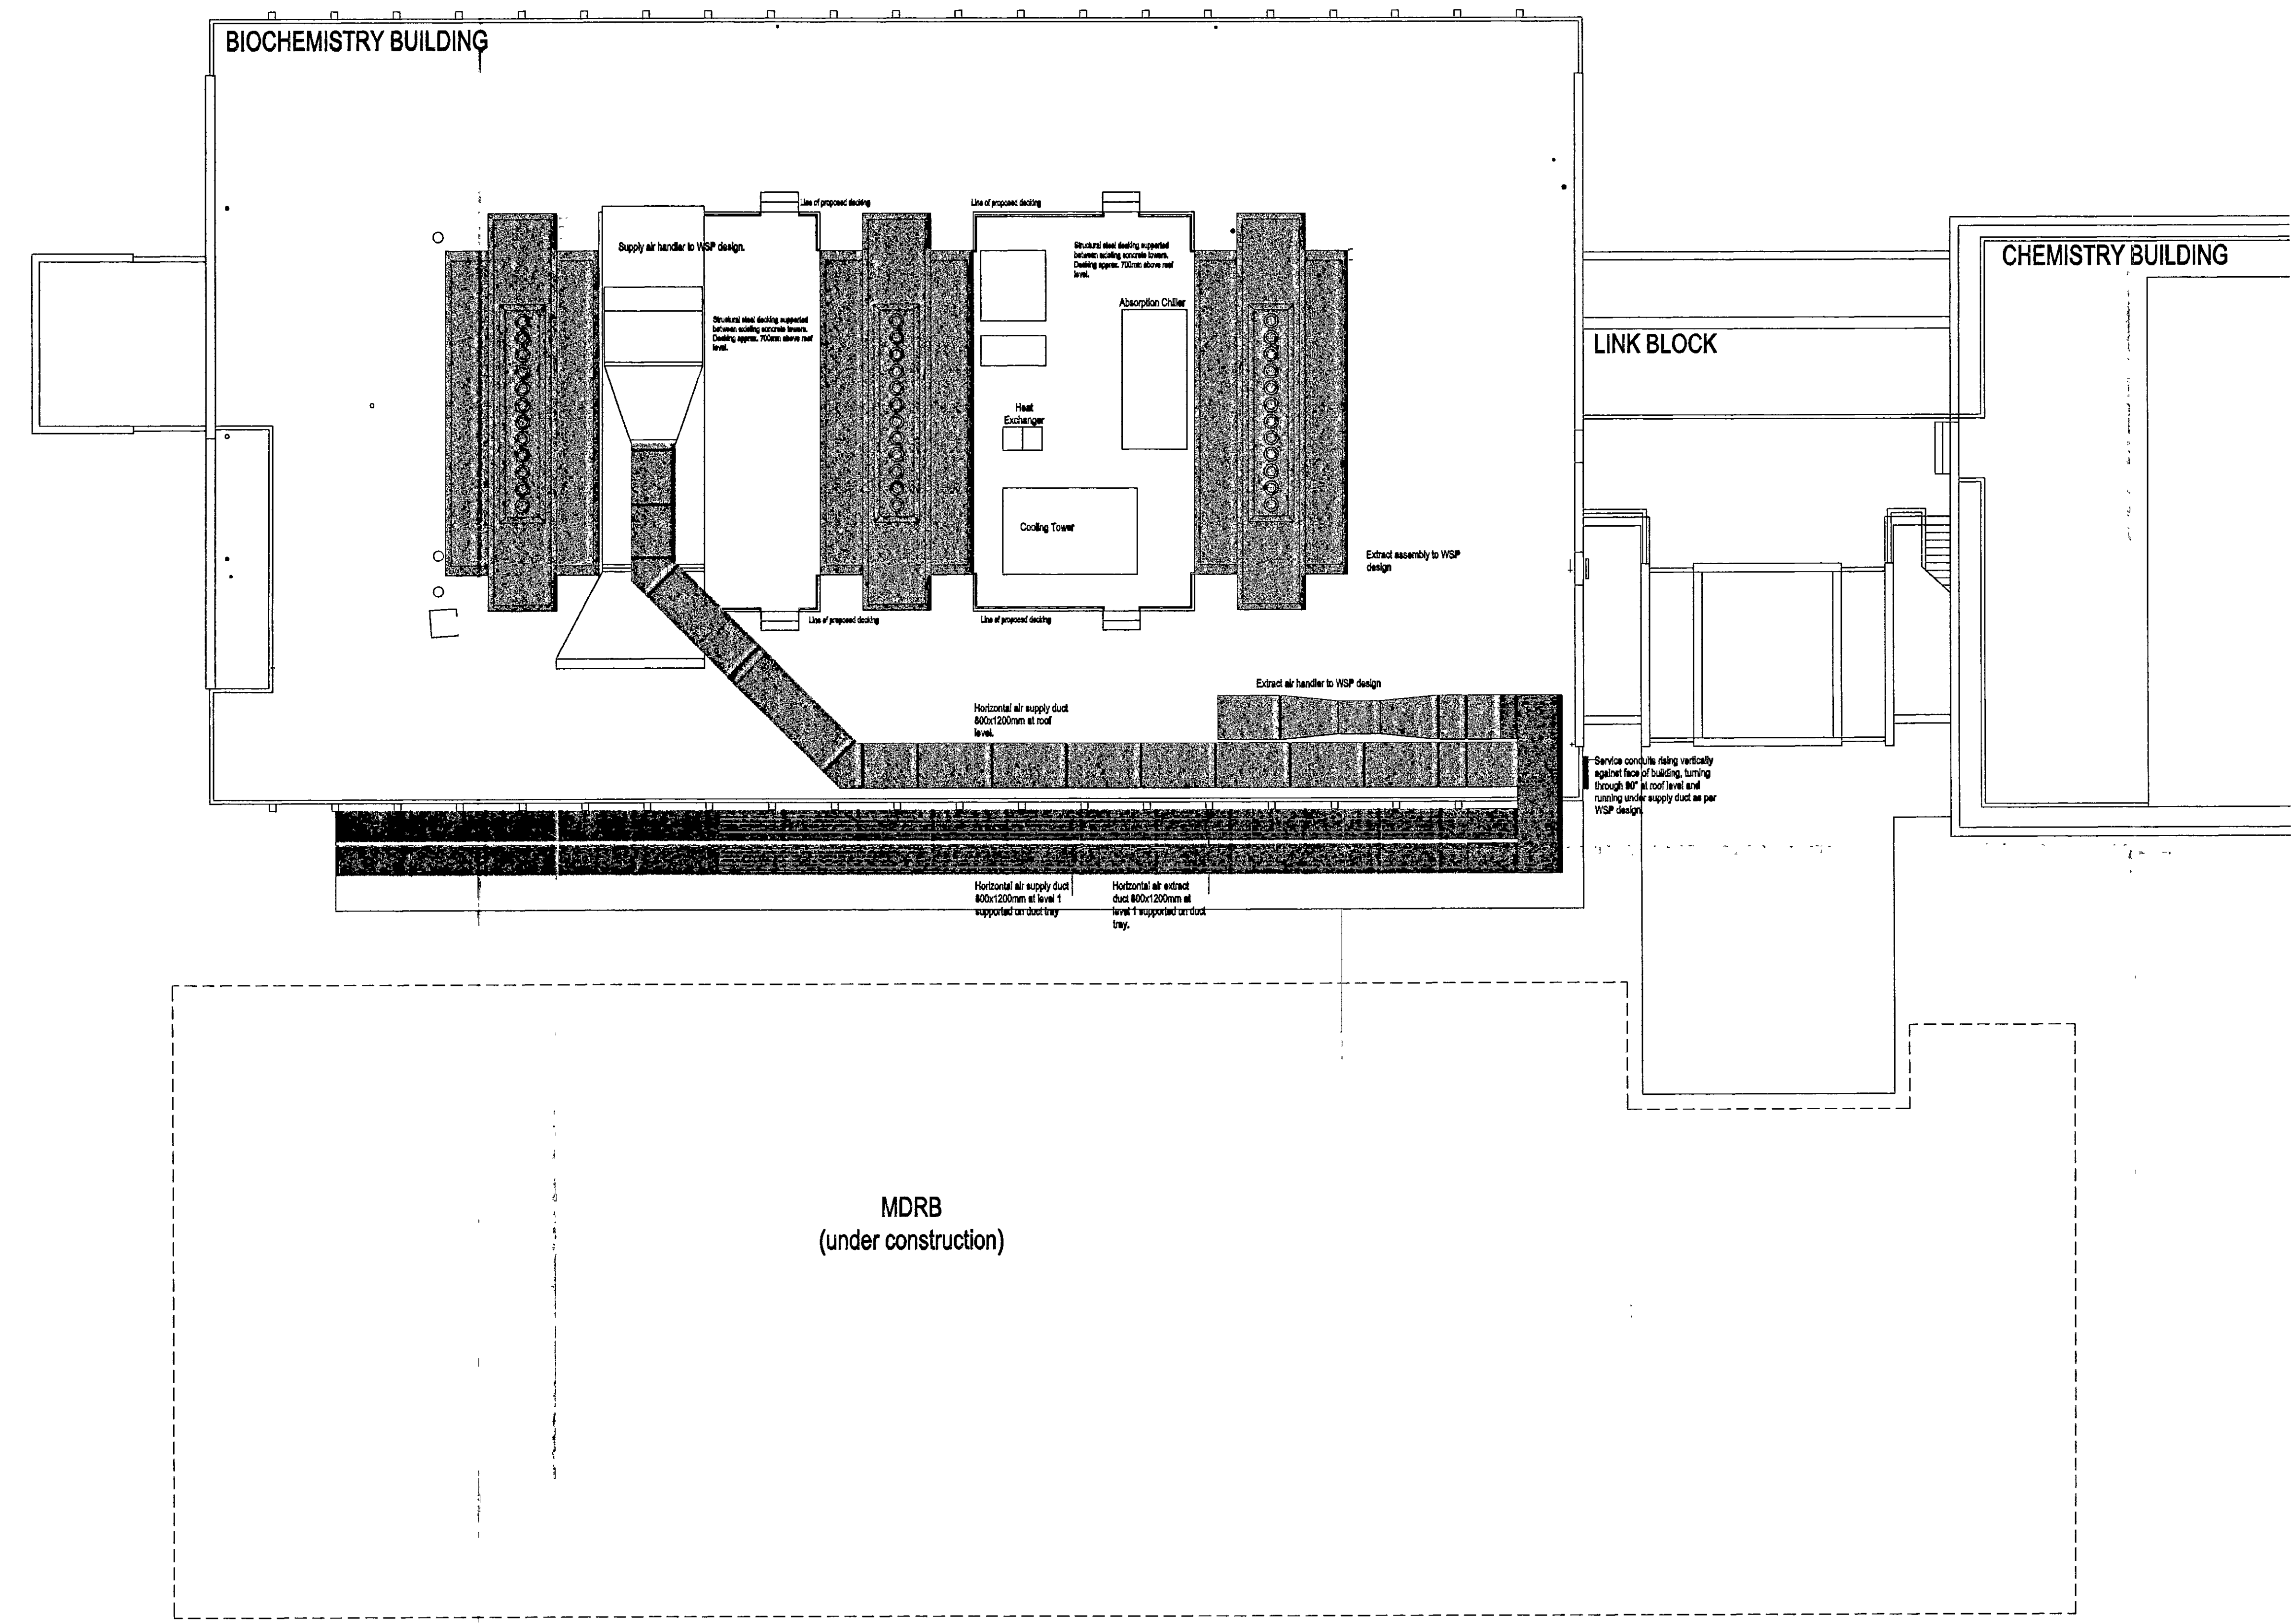 BIOCHEMISTRY BUILDING
Line of proposed decking
Line of proposed decking
Supply air handler to WSP design.
Structural steel decking supported
between existing concrete towers.
Decking approx. 700mm above roof
level.
CHEMISTRY BUILDING
Absorption Chiller
Structural steel decking supported
between existing concrete towers.
Decking approx. 700mm above roof
level.
LINK BLOCK
Heat
Exchanger
Cooling Tower
Extract assembly to WSP
design
Line of proposed decking
Line of proposed decking
Extract air handler to WSP design
Horizontal air supply duct
800x1200mm at roof
level.
Service conduits rising vertically
against face of building, turning
through 90° at roof level and
running under supply duct as per
WSP design.
Horizontal air supply duct
800x1200mm at level 1
supported on duct tray
Horizontal air extract
duct 800x1200mm at
level 1 supported on duct
tray.
MDRB
(under construction)